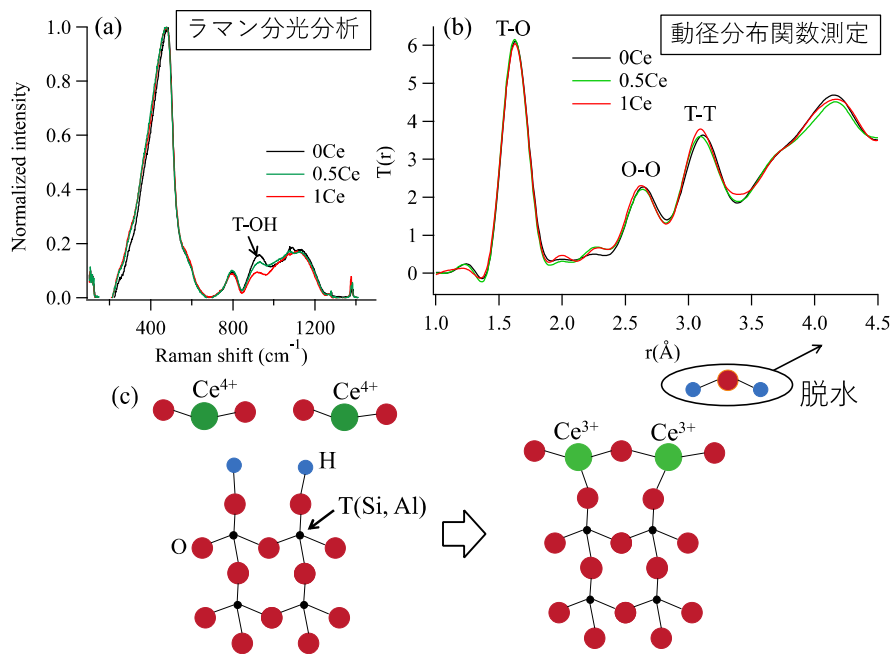 (a)
ラマン分光分析
1.0
0.8
0.6
0.4
0.2
0.0
Normalized intensity
0Ce
0.5Ce
1Ce
T-OH
400
800
1200
Raman shift (cm⁻¹)
(b)
T-O
動径分布関数測定
6
5
4
3
2
1
0
T(r)
0Ce
0.5Ce
1Ce
T-T
O-O
1.0
1.5
2.0
2.5
3.0
3.5
4.0
4.5
r(Å)
(c)
Ce⁴⁺
Ce⁴⁺
H
T(Si, Al)
O
脱水
Ce³⁺
Ce³⁺